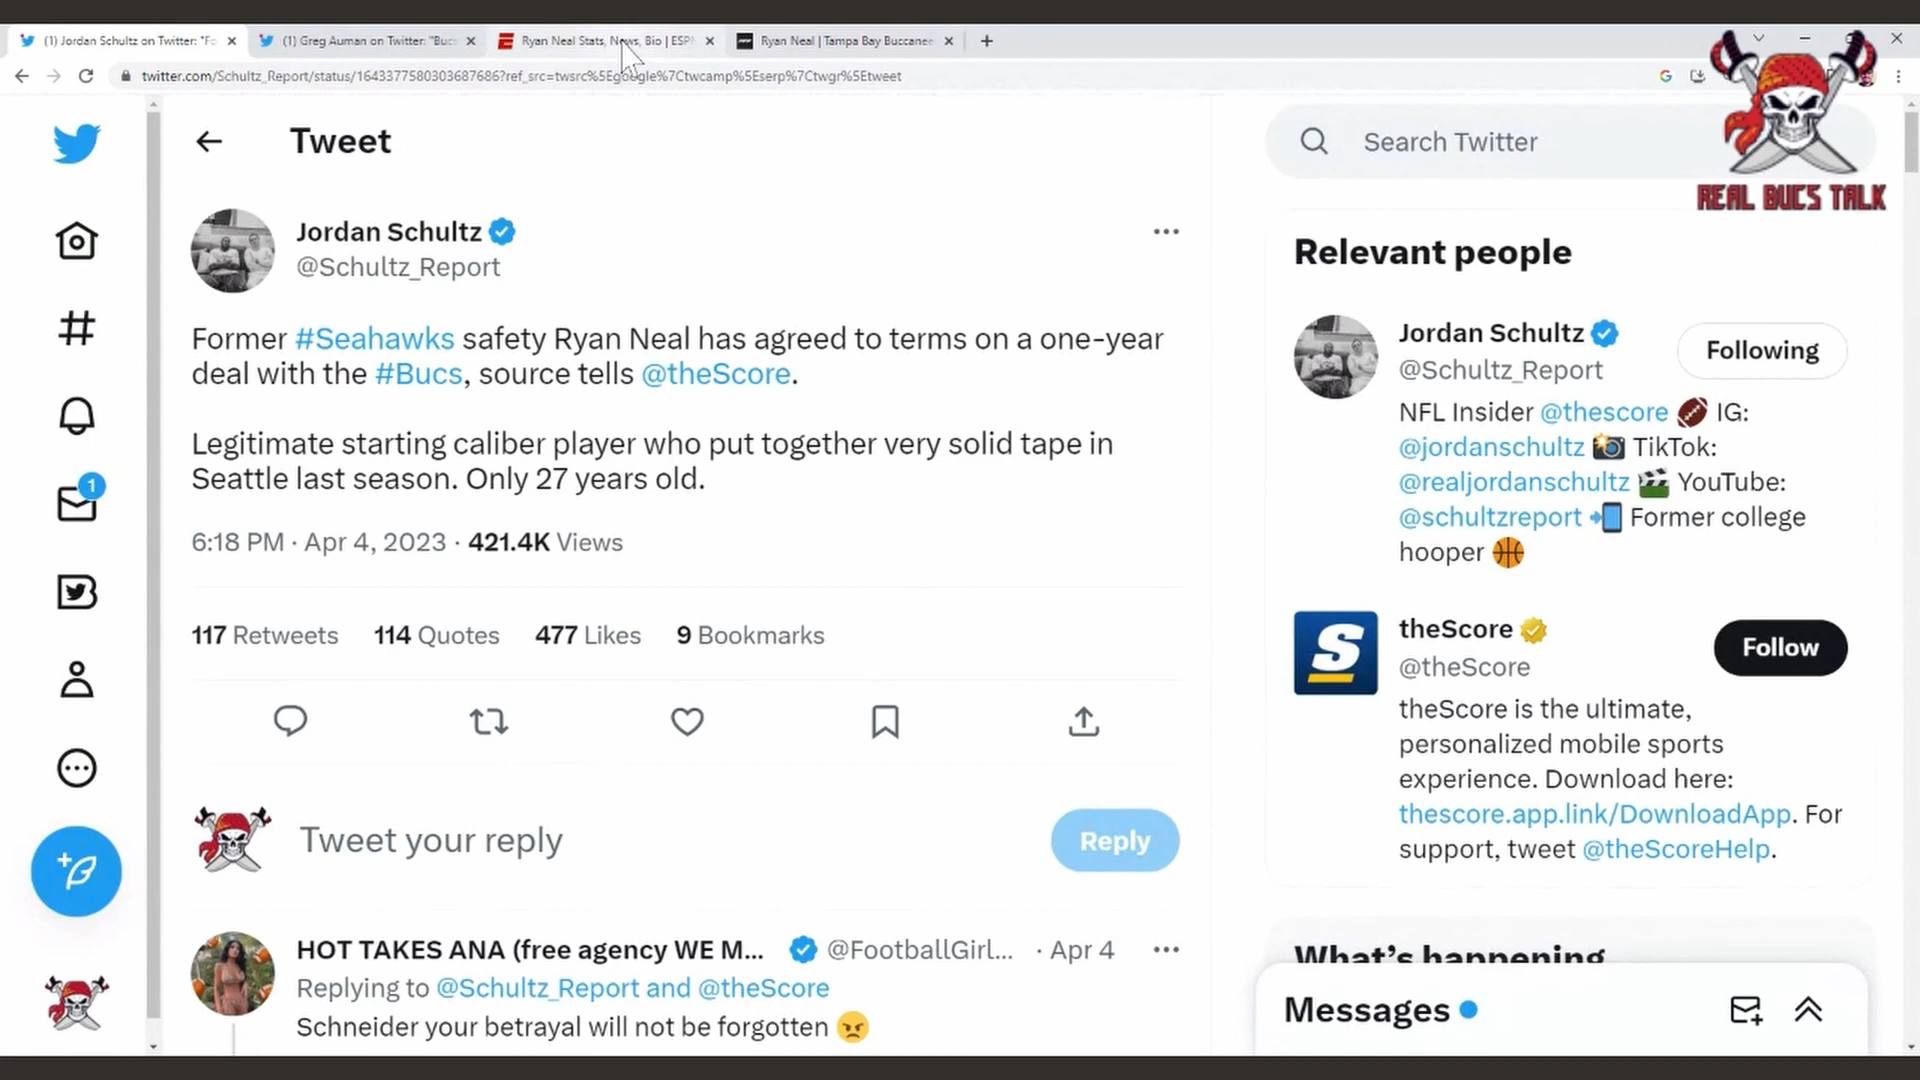 (1) Jordan Schultz on Twitter: "Fo
(1) Greg Auman on Twitter: "Bucs
Ryan Neal Stats, News, Bio | ESPN
Ryan Neal | Tampa Bay Buccanee
twitter.com/Schultz_Report/status/1643377580303687686?ref_src=twsrc%5Egoogle%7Ctwcamp%5Eserp%7Ctwgr%5Etweet
REAL BUCS TALK
Tweet
Search Twitter
Jordan Schultz
@Schultz_Report
Former #Seahawks safety Ryan Neal has agreed to terms on a one-year
deal with the #Bucs, source tells @theScore.
Legitimate starting caliber player who put together very solid tape in
Seattle last season. Only 27 years old.
6:18 PM · Apr 4, 2023 · 421.4K Views
117 Retweets 114 Quotes 477 Likes 9 Bookmarks
1
Tweet your reply
Reply
HOT TAKES ANA (free agency WE M... @FootballGirl... · Apr 4
Replying to @Schultz_Report and @theScore
Schneider your betrayal will not be forgotten 😠
Relevant people
Jordan Schultz
@Schultz_Report
Following
NFL Insider @thescore 🏈 IG:
@jordanschultz 📸 TikTok:
@realjordanschultz 🎬 YouTube:
@schultzreport 📲 Former college
hooper 🏀
theScore
@theScore
Follow
theScore is the ultimate,
personalized mobile sports
experience. Download here:
thescore.app.link/DownloadApp. For
support, tweet @theScoreHelp.
What's happening
Messages